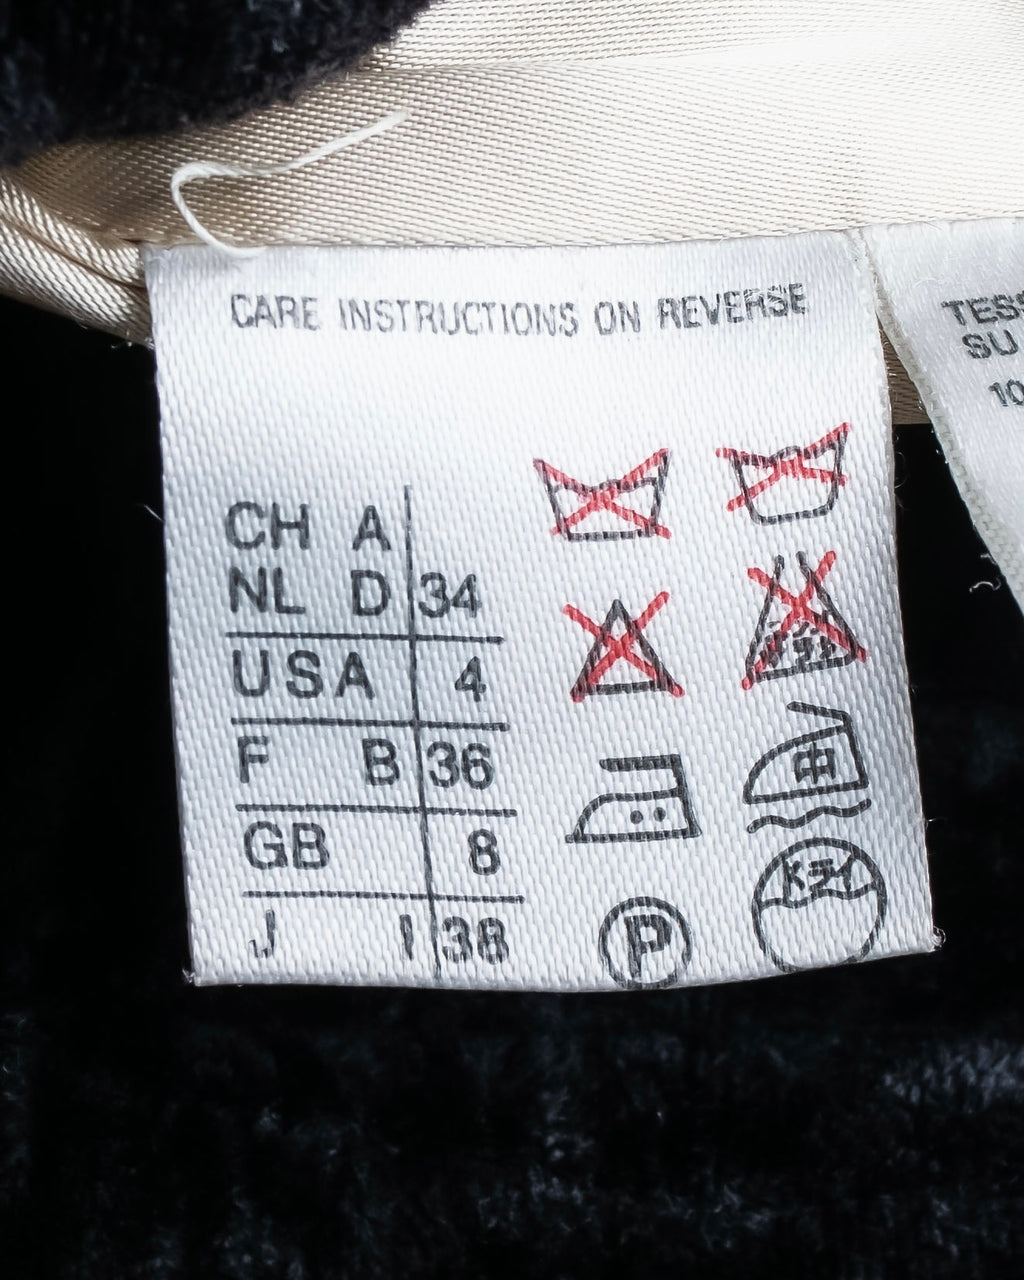 CARE INSTRUCTIONS ON REVERSE
CH A
NL D 34
USA 4
F B 36
GB 8
J I 38
中
ドライ
P
TESS
SU
10